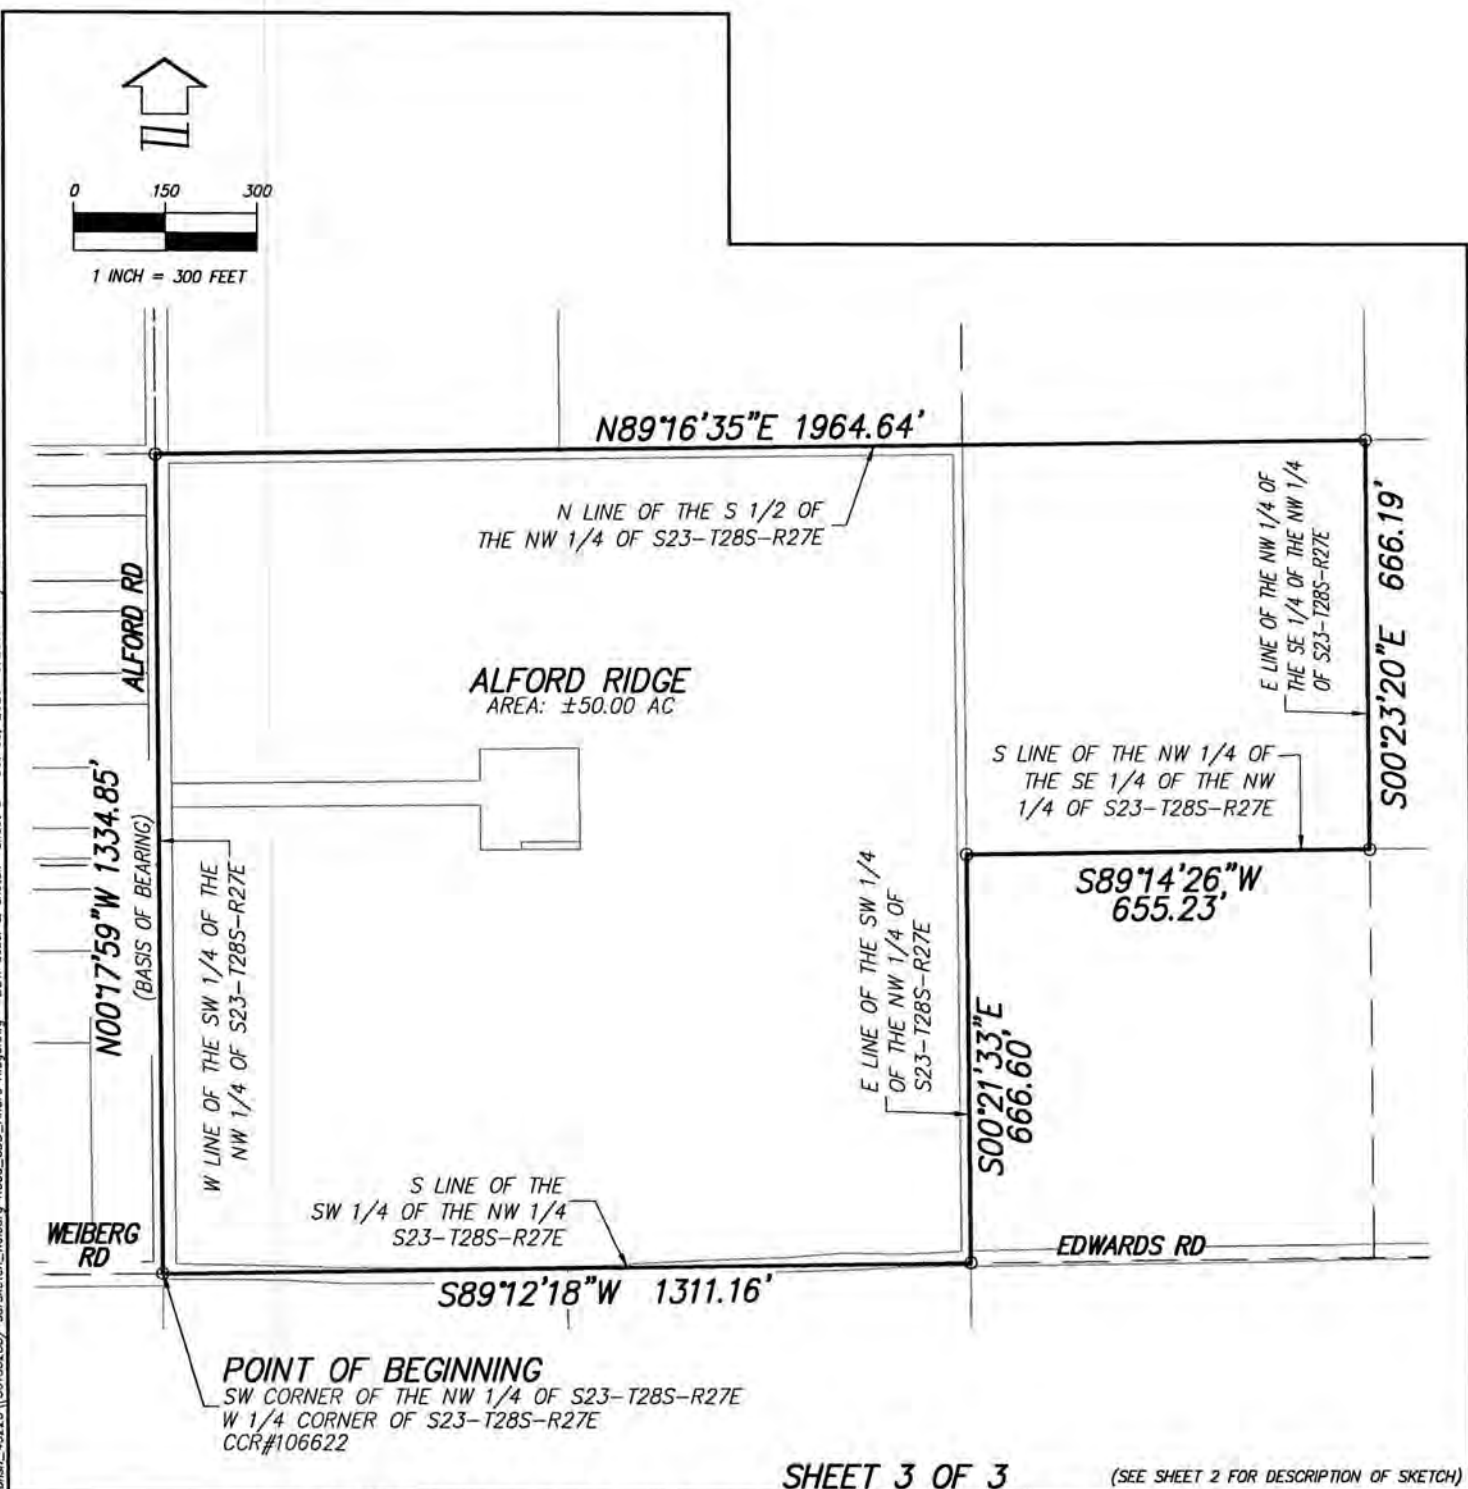 0 150 300
1 INCH = 300 FEET
N89°16'35"E 1964.64'
N LINE OF THE S 1/2 OF
THE NW 1/4 OF S23-T28S-R27E
E LINE OF THE NW 1/4 OF
THE SE 1/4 OF THE NW 1/4
OF S23-T28S-R27E
S00°23'20"E 666.19'
ALFORD RD
ALFORD RIDGE
AREA: ±50.00 AC
S LINE OF THE NW 1/4 OF
THE SE 1/4 OF THE NW
1/4 OF S23-T28S-R27E
N00°17'59"W 1334.85'
(BASIS OF BEARING)
W LINE OF THE SW 1/4 OF THE
NW 1/4 OF S23-T28S-R27E
E LINE OF THE SW 1/4
OF THE NW 1/4 OF
S23-T28S-R27E
S89°14'26"W
655.23'
S00°21'33"E
666.60'
S LINE OF THE
SW 1/4 OF THE NW 1/4
S23-T28S-R27E
WEIBERG
RD
EDWARDS RD
S89°12'18"W 1311.16'
POINT OF BEGINNING
SW CORNER OF THE NW 1/4 OF S23-T28S-R27E
W 1/4 CORNER OF S23-T28S-R27E
CCR#106622
SHEET 3 OF 3
(SEE SHEET 2 FOR DESCRIPTION OF SKETCH)